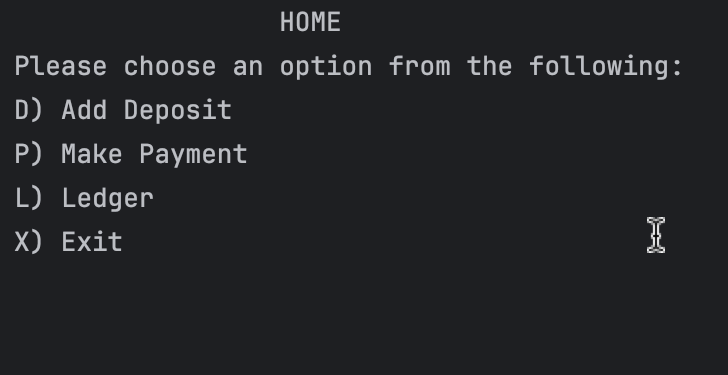 HOME
Please choose an option from the following:
D) Add Deposit
P) Make Payment
L) Ledger
X) Exit